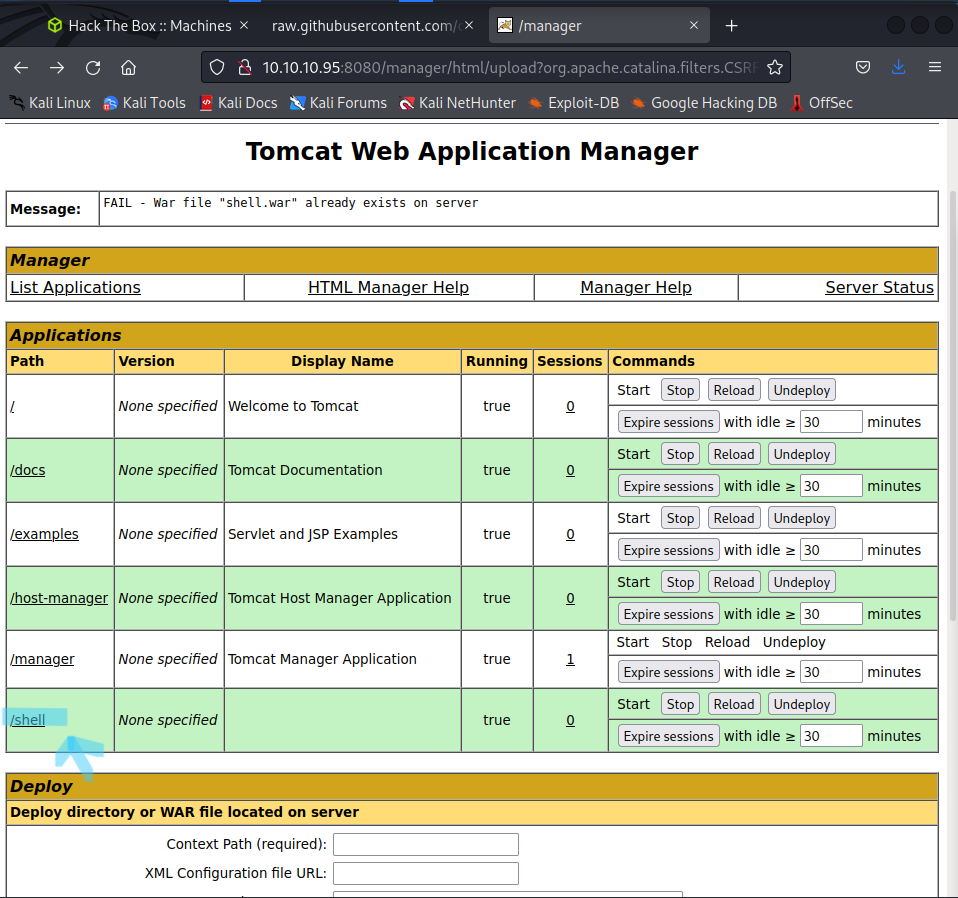 Hack The Box :: Machines
raw.githubusercontent.com/
/manager
10.10.10.95:8080/manager/html/upload?org.apache.catalina.filters.CSRF
Kali Linux Kali Tools Kali Docs Kali Forums Kali NetHunter Exploit-DB Google Hacking DB OffSec
Tomcat Web Application Manager
Message: FAIL - War file "shell.war" already exists on server
Manager
List Applications HTML Manager Help Manager Help Server Status
Applications
Path Version Display Name Running Sessions Commands
/ None specified Welcome to Tomcat true 0 Start Stop Reload Undeploy
Expire sessions with idle ≥ 30 minutes
/docs None specified Tomcat Documentation true 0 Start Stop Reload Undeploy
Expire sessions with idle ≥ 30 minutes
/examples None specified Servlet and JSP Examples true 0 Start Stop Reload Undeploy
Expire sessions with idle ≥ 30 minutes
/host-manager None specified Tomcat Host Manager Application true 0 Start Stop Reload Undeploy
Expire sessions with idle ≥ 30 minutes
/manager None specified Tomcat Manager Application true 1 Start Stop Reload Undeploy
Expire sessions with idle ≥ 30 minutes
/shell None specified true 0 Start Stop Reload Undeploy
Expire sessions with idle ≥ 30 minutes
Deploy
Deploy directory or WAR file located on server
Context Path (required):
XML Configuration file URL: